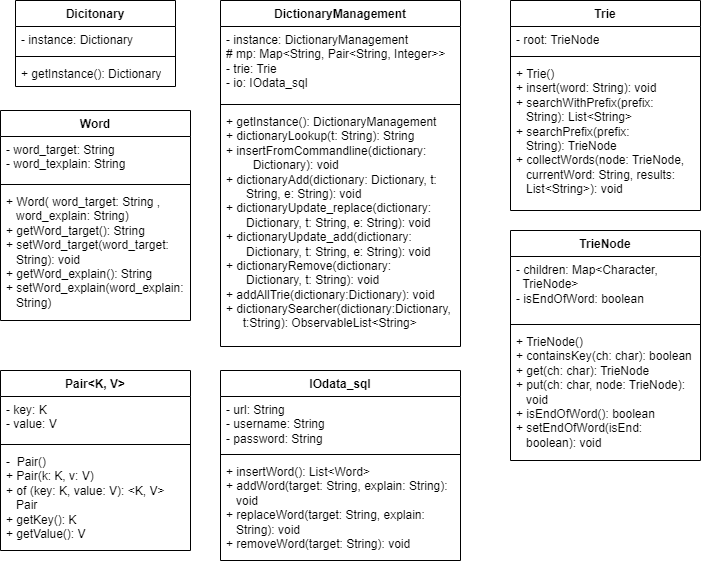 Dicitonary
- instance: Dictionary
+ getInstance(): Dictionary
Word
- word_target: String
- word_texplain: String
+ Word( word_target: String ,
word_explain: String)
+ getWord_target(): String
+ setWord_target(word_target:
String): void
+ getWord_explain(): String
+ setWord_explain(word_explain:
String)
Pair<K, V>
- key: K
- value: V
- Pair()
+ Pair(k: K, v: V)
+ of (key: K, value: V): <K, V>
Pair
+ getKey(): K
+ getValue(): V
DictionaryManagement
- instance: DictionaryManagement
# mp: Map<String, Pair<String, Integer>>
- trie: Trie
- io: IOdata_sql
+ getInstance(): DictionaryManagement
+ dictionaryLookup(t: String): String
+ insertFromCommandline(dictionary:
Dictionary): void
+ dictionaryAdd(dictionary: Dictionary, t:
String, e: String): void
+ dictionaryUpdate_replace(dictionary:
Dictionary, t: String, e: String): void
+ dictionaryUpdate_add(dictionary:
Dictionary, t: String, e: String): void
+ dictionaryRemove(dictionary:
Dictionary, t: String): void
+ addAllTrie(dictionary:Dictionary): void
+ dictionarySearcher(dictionary:Dictionary,
t:String): ObservableList<String>
IOdata_sql
- url: String
- username: String
- password: String
+ insertWord(): List<Word>
+ addWord(target: String, explain: String):
void
+ replaceWord(target: String, explain:
String): void
+ removeWord(target: String): void
Trie
- root: TrieNode
+ Trie()
+ insert(word: String): void
+ searchWithPrefix(prefix:
String): List<String>
+ searchPrefix(prefix:
String): TrieNode
+ collectWords(node: TrieNode,
currentWord: String, results:
List<String>): void
TrieNode
- children: Map<Character,
TrieNode>
- isEndOfWord: boolean
+ TrieNode()
+ containsKey(ch: char): boolean
+ get(ch: char): TrieNode
+ put(ch: char, node: TrieNode):
void
+ isEndOfWord(): boolean
+ setEndOfWord(isEnd:
boolean): void